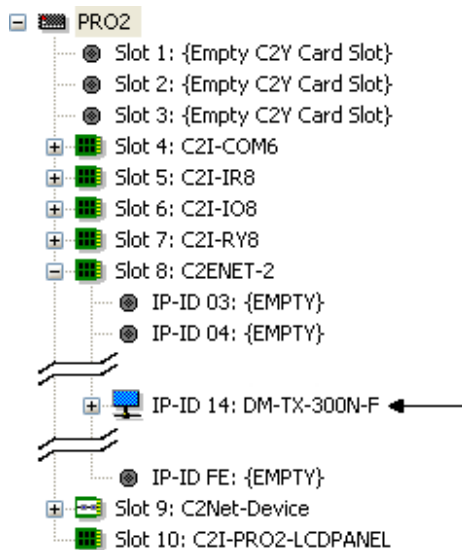 PRO2
Slot 1: {Empty C2Y Card Slot}
Slot 2: {Empty C2Y Card Slot}
Slot 3: {Empty C2Y Card Slot}
Slot 4: C2I-COM6
Slot 5: C2I-IR8
Slot 6: C2I-IO8
Slot 7: C2I-RY8
Slot 8: C2ENET-2
IP-ID 03: {EMPTY}
IP-ID 04: {EMPTY}
IP-ID 14: DM-TX-300N-F
IP-ID FE: {EMPTY}
Slot 9: C2Net-Device
Slot 10: C2I-PRO2-LCDPANEL